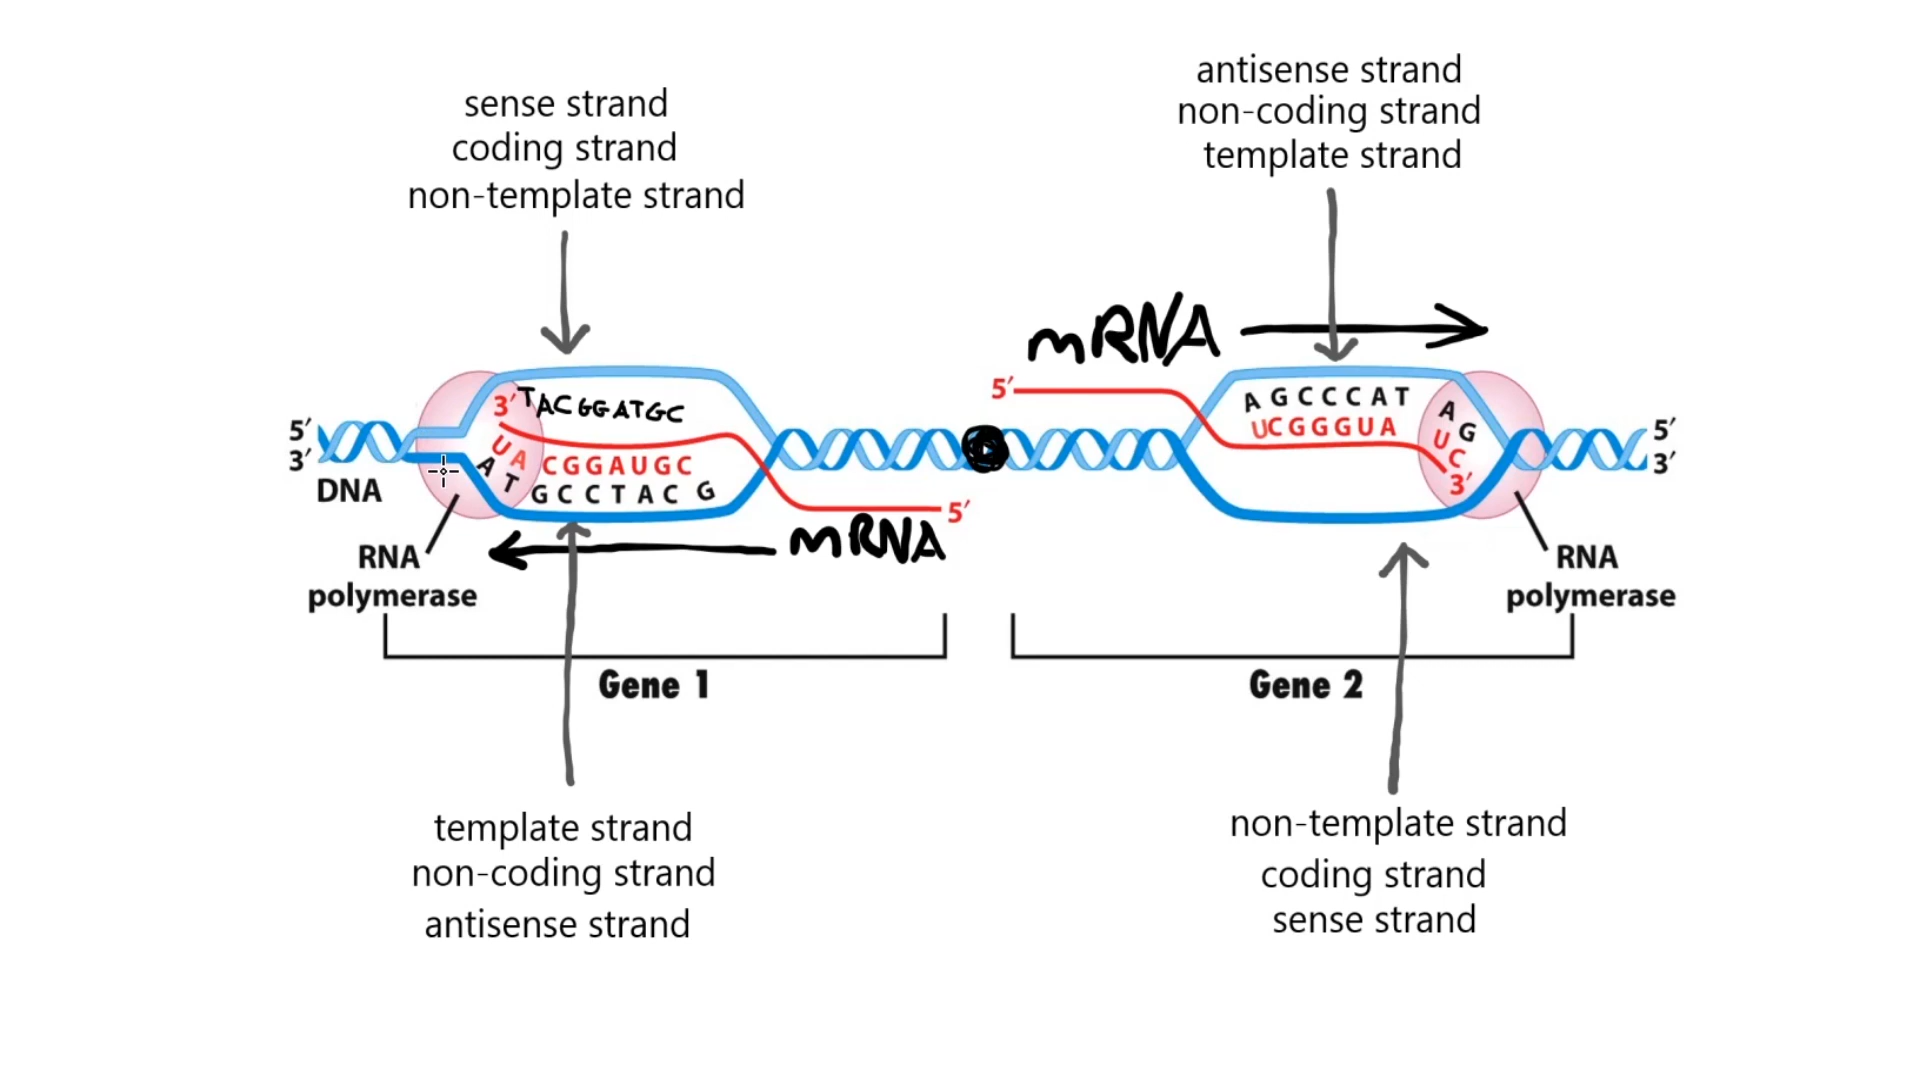 sense strand
coding strand
non-template strand
antisense strand
non-coding strand
template strand
mRNA
5′
3′
DNA
3′
TACGGATGC
UA CGGAUGC
AT GCCTAC G
5′
mRNA
RNA
polymerase
Gene 1
5′
AGCCCAT AG
UCGGGUA UC
3′
5′
3′
RNA
polymerase
Gene 2
template strand
non-coding strand
antisense strand
non-template strand
coding strand
sense strand